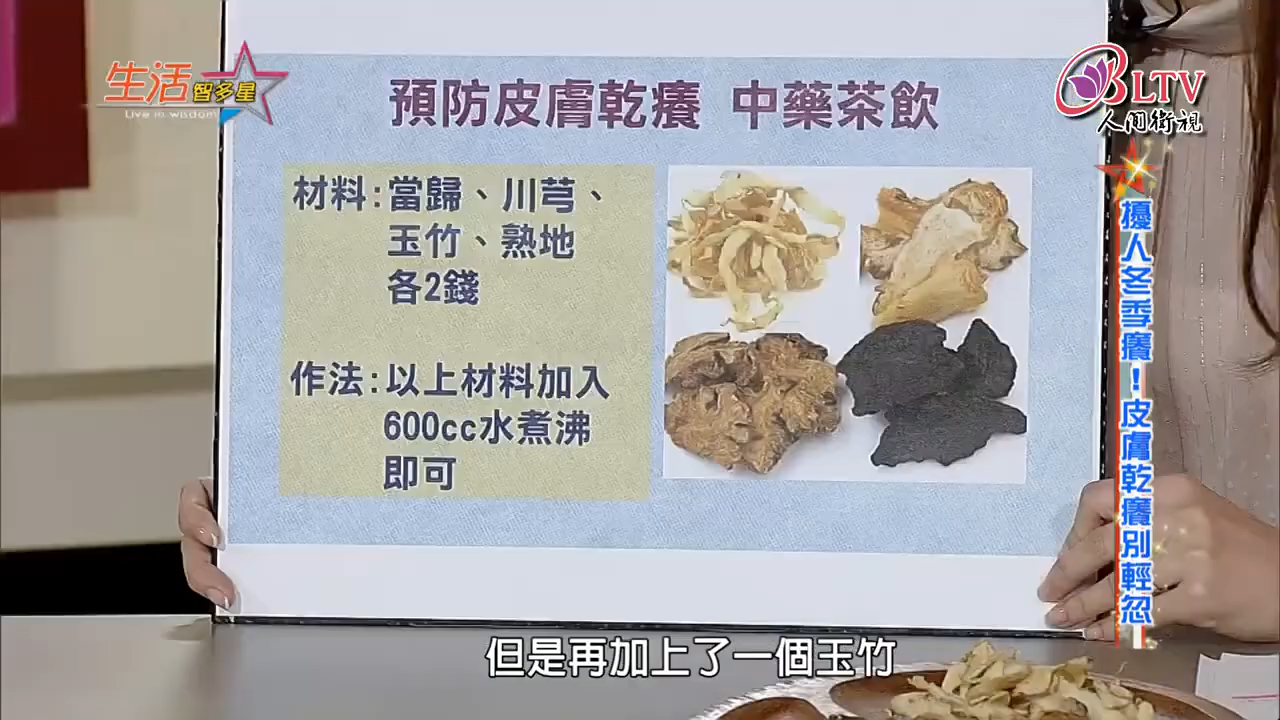 生活
智多星
Live in wisdom
BLTV
人間衛視
預防皮膚乾癢 中藥茶飲
材料:當歸、川芎、
玉竹、熟地
各2錢
作法:以上材料加入
600cc水煮沸
即可
擾人冬季癢！皮膚乾癢別輕忽
但是再加上了一個玉竹